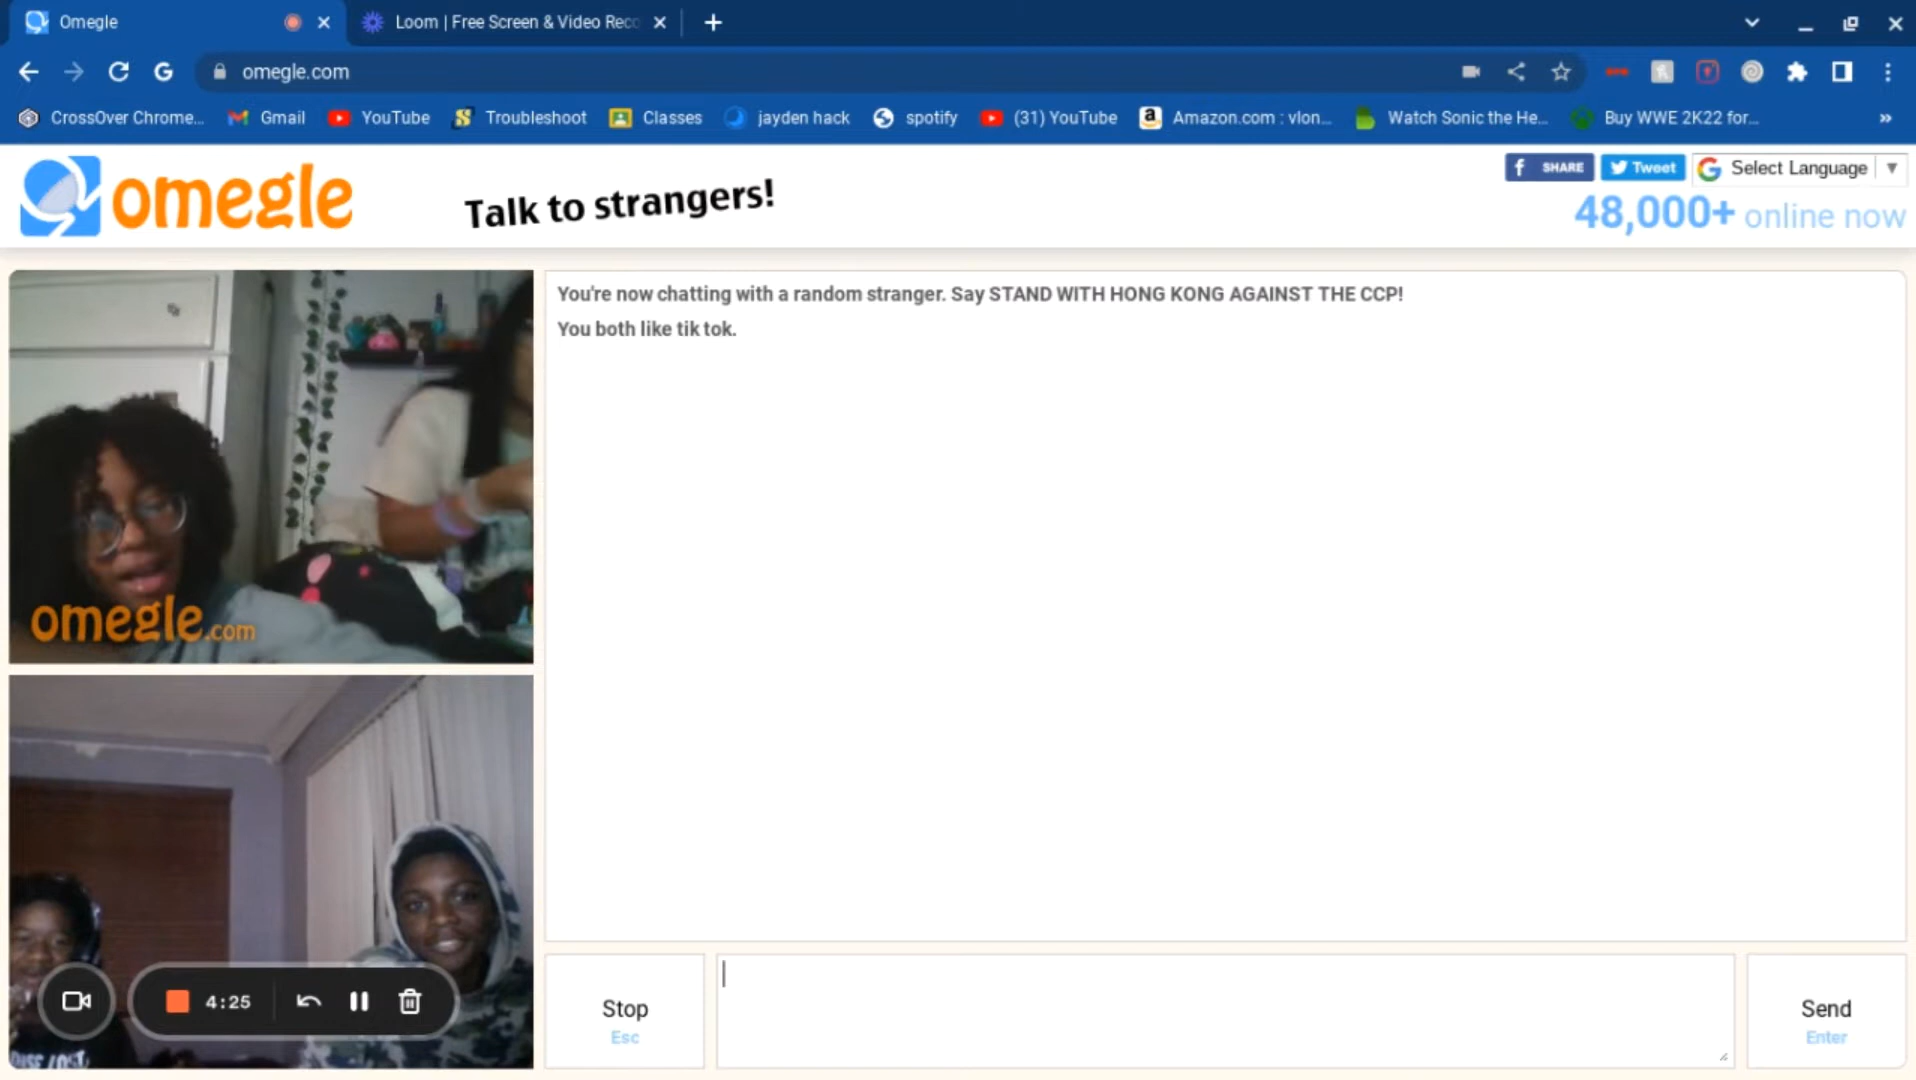 Omegle
Loom | Free Screen & Video Reco
omegle.com
CrossOver Chrome...
Gmail
YouTube
Troubleshoot
Classes
jayden hack
spotify
(31) YouTube
Amazon.com : vlon...
Watch Sonic the He...
Buy WWE 2K22 for...
»
omegle
Talk to strangers!
SHARE
Tweet
Select Language
48,000+ online now
You're now chatting with a random stranger. Say STAND WITH HONG KONG AGAINST THE CCP!
You both like tik tok.
omegle.com
4:25
Stop
Esc
Send
Enter